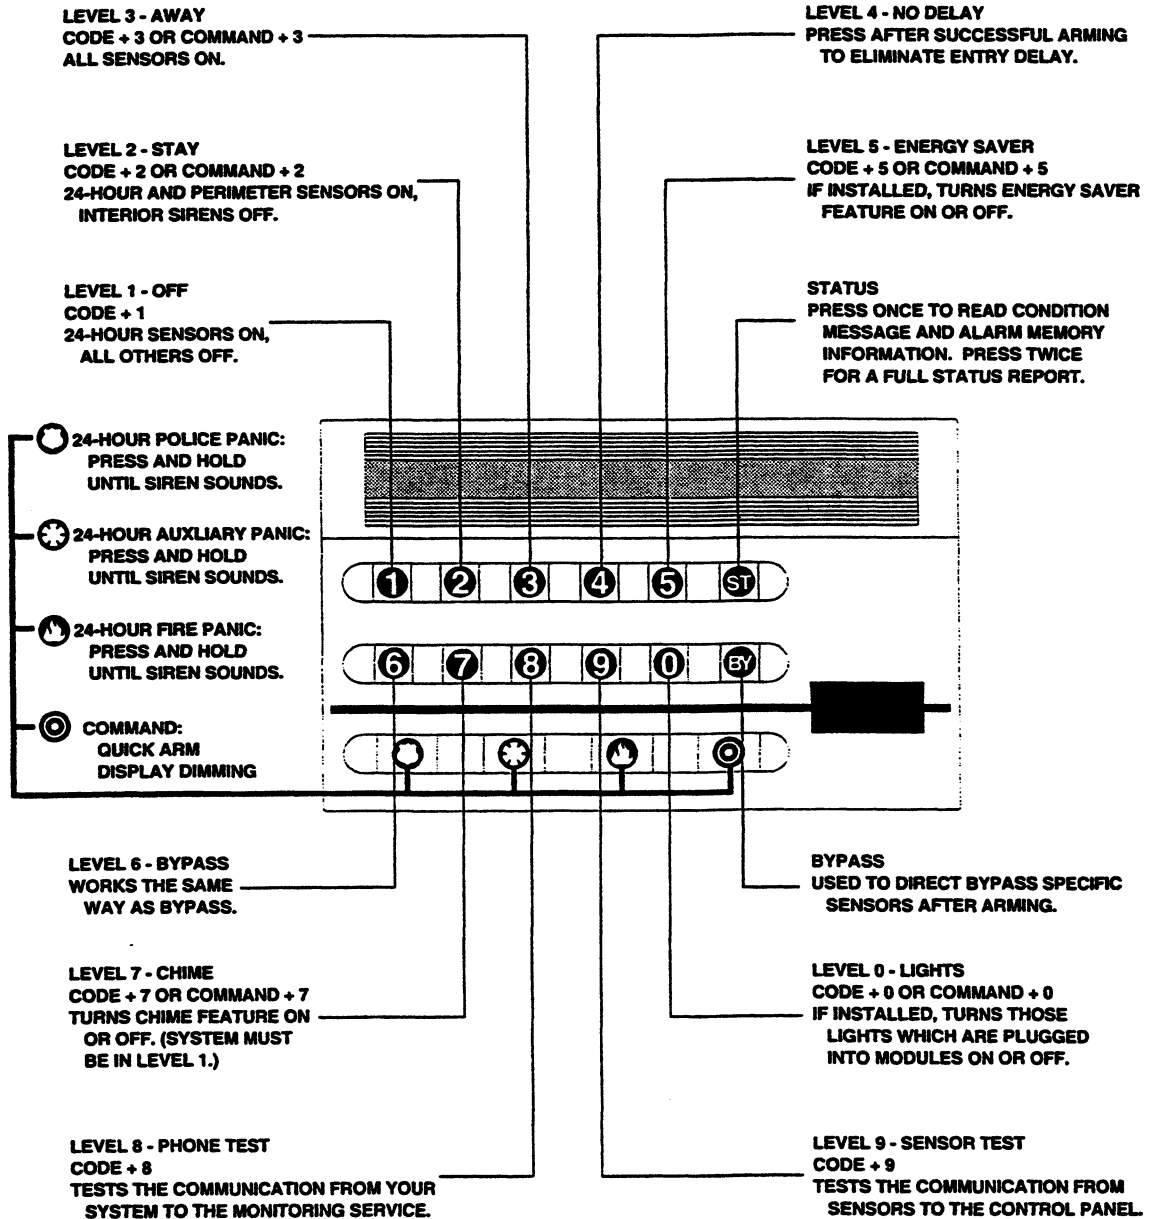 LEVEL 3 - AWAY
CODE + 3 OR COMMAND + 3
ALL SENSORS ON.
LEVEL 4 - NO DELAY
PRESS AFTER SUCCESSFUL ARMING
TO ELIMINATE ENTRY DELAY.
LEVEL 2 - STAY
CODE + 2 OR COMMAND + 2
24-HOUR AND PERIMETER SENSORS ON,
INTERIOR SIRENS OFF.
LEVEL 5 - ENERGY SAVER
CODE + 5 OR COMMAND + 5
IF INSTALLED, TURNS ENERGY SAVER
FEATURE ON OR OFF.
LEVEL 1 - OFF
CODE + 1
24-HOUR SENSORS ON,
ALL OTHERS OFF.
STATUS
PRESS ONCE TO READ CONDITION
MESSAGE AND ALARM MEMORY
INFORMATION. PRESS TWICE
FOR A FULL STATUS REPORT.
24-HOUR POLICE PANIC:
PRESS AND HOLD
UNTIL SIREN SOUNDS.
24-HOUR AUXLIARY PANIC:
PRESS AND HOLD
UNTIL SIREN SOUNDS.
24-HOUR FIRE PANIC:
PRESS AND HOLD
UNTIL SIREN SOUNDS.
COMMAND:
QUICK ARM
DISPLAY DIMMING
1 2 3 4 5 ST
6 7 8 9 0 BY
LEVEL 6 - BYPASS
WORKS THE SAME
WAY AS BYPASS.
BYPASS
USED TO DIRECT BYPASS SPECIFIC
SENSORS AFTER ARMING.
LEVEL 7 - CHIME
CODE + 7 OR COMMAND + 7
TURNS CHIME FEATURE ON
OR OFF. (SYSTEM MUST
BE IN LEVEL 1.)
LEVEL 0 - LIGHTS
CODE + 0 OR COMMAND + 0
IF INSTALLED, TURNS THOSE
LIGHTS WHICH ARE PLUGGED
INTO MODULES ON OR OFF.
LEVEL 8 - PHONE TEST
CODE + 8
TESTS THE COMMUNICATION FROM YOUR
SYSTEM TO THE MONITORING SERVICE.
LEVEL 9 - SENSOR TEST
CODE + 9
TESTS THE COMMUNICATION FROM
SENSORS TO THE CONTROL PANEL.